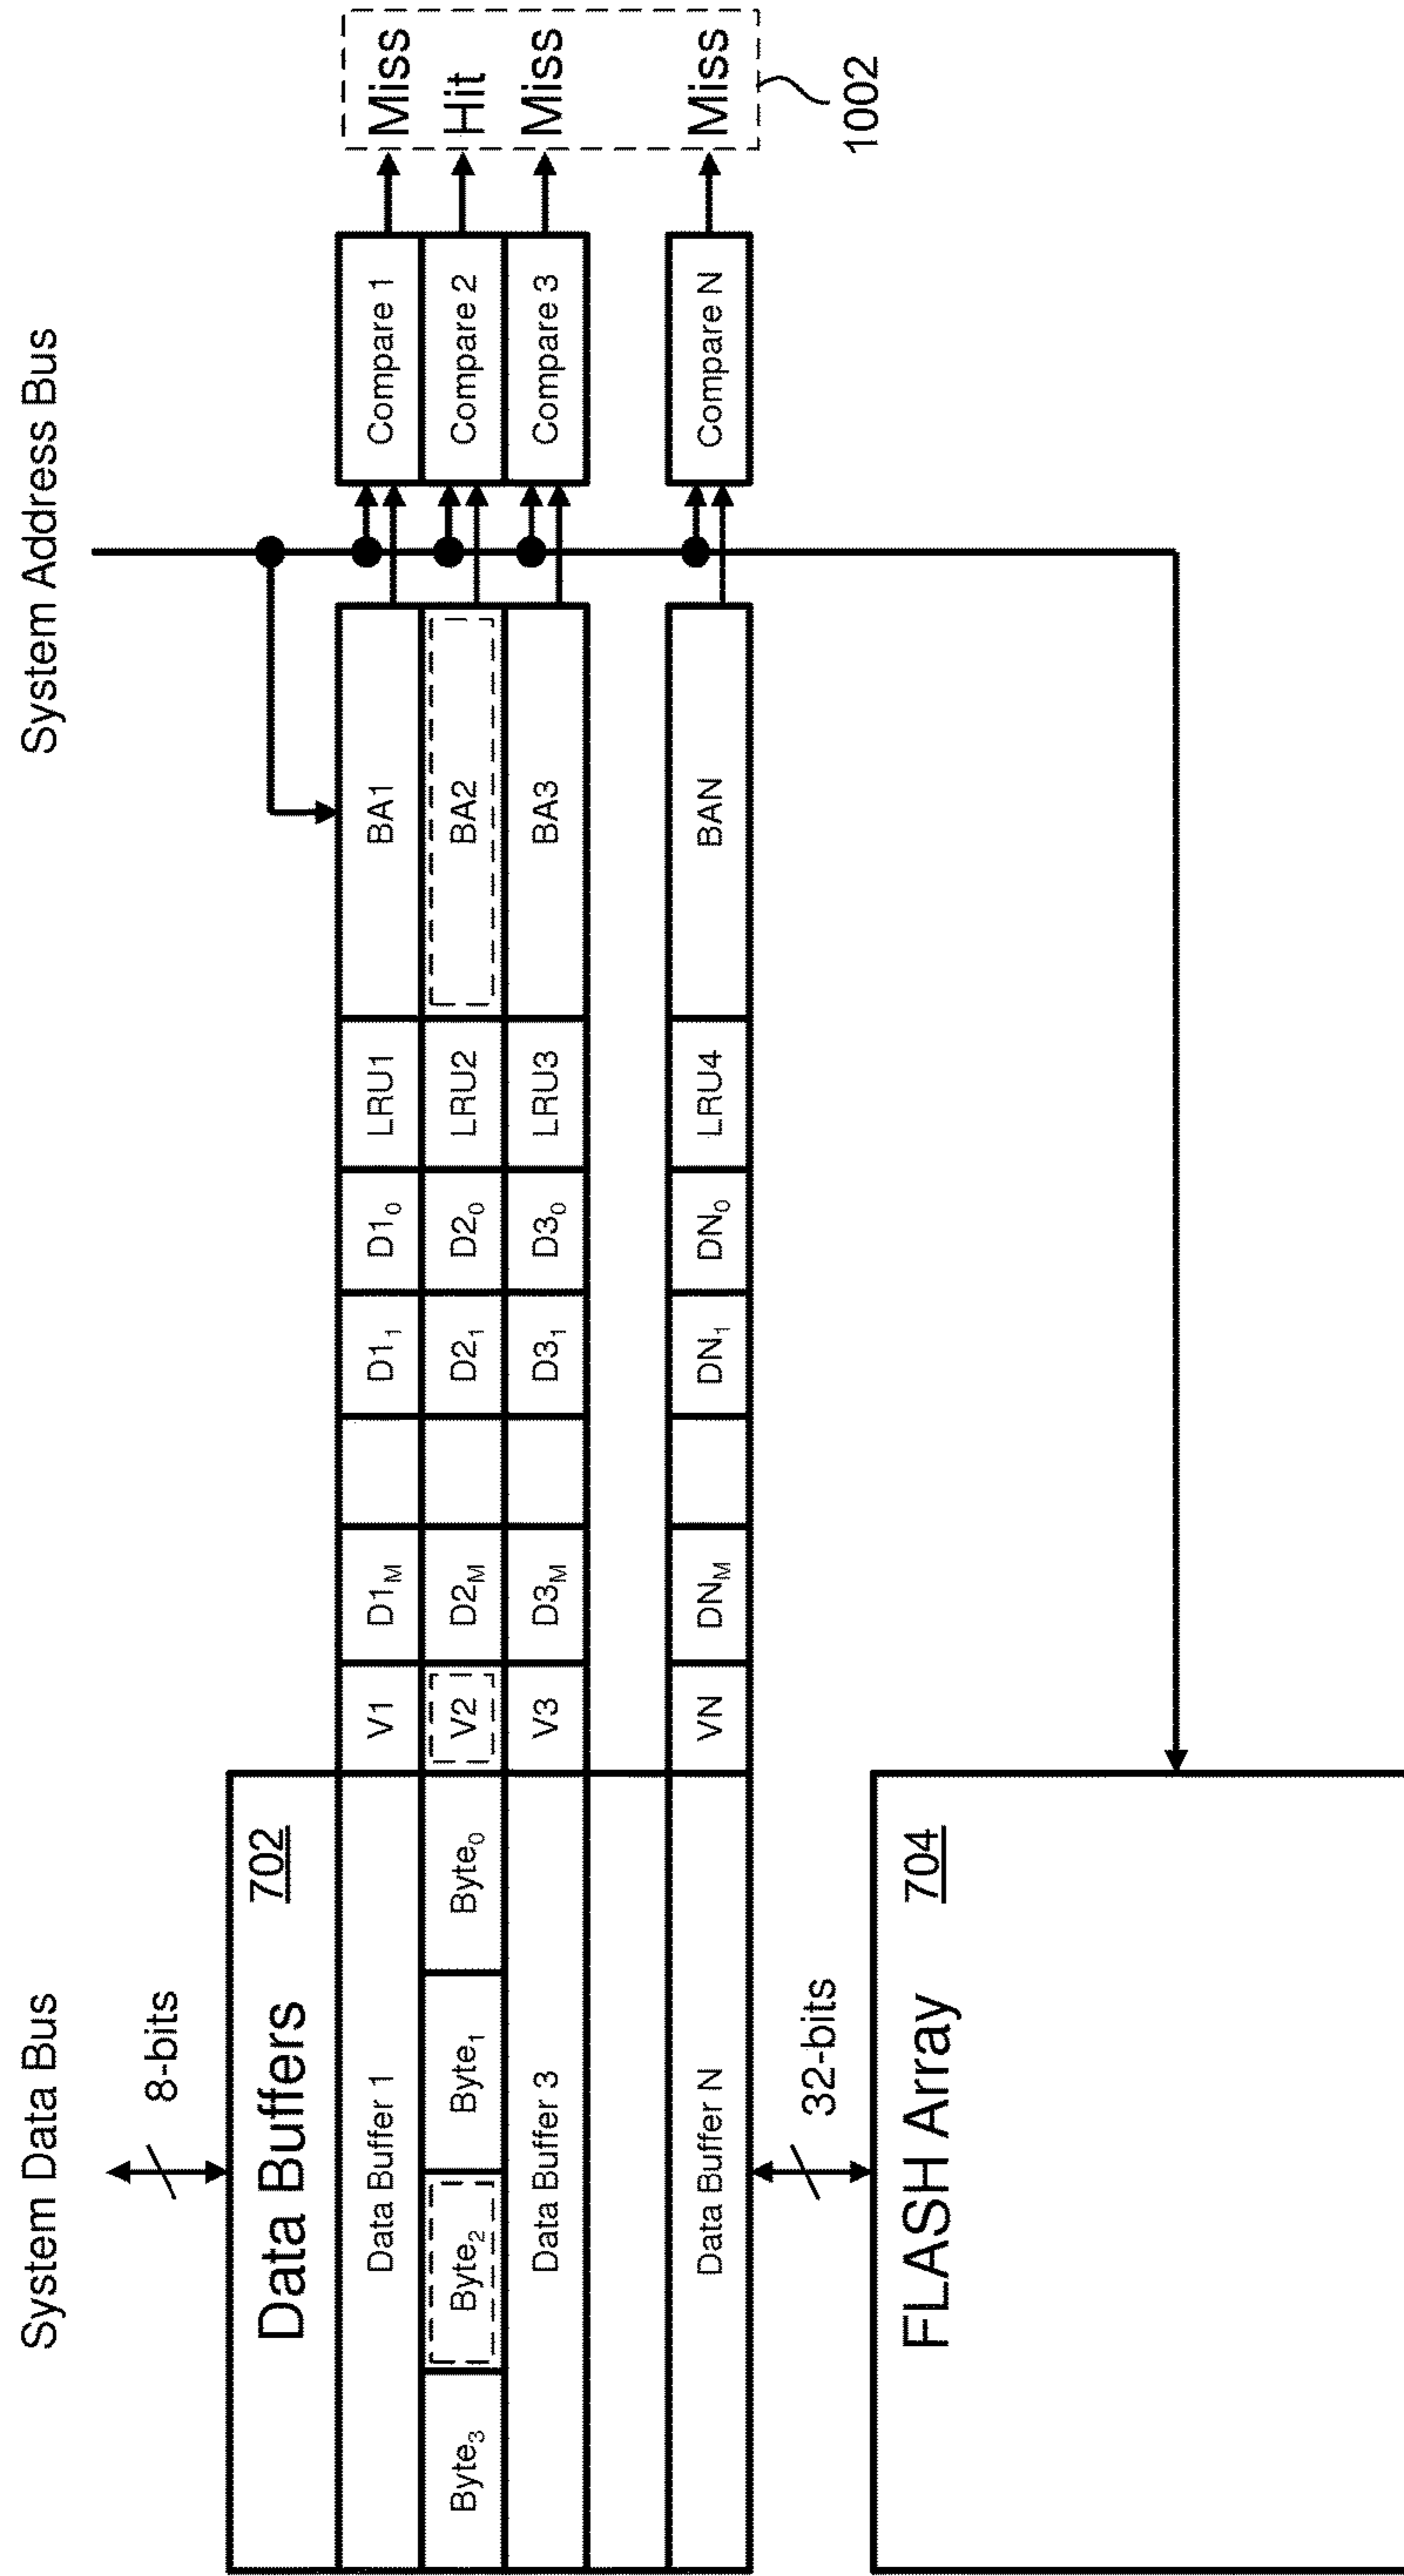 System Data Bus
System Address Bus
8-bits
Data Buffers 702
Data Buffer 1 V1 D1M D11 D10 LRU1 BA1 Compare 1 Miss
Byte3 Byte2 Byte1 Byte0 V2 D2M D21 D20 LRU2 BA2 Compare 2 Hit
Data Buffer 3 V3 D3M D31 D30 LRU3 BA3 Compare 3 Miss
Data Buffer N VN DNM DN1 DN0 LRU4 BAN Compare N Miss
1002
32-bits
FLASH Array 704